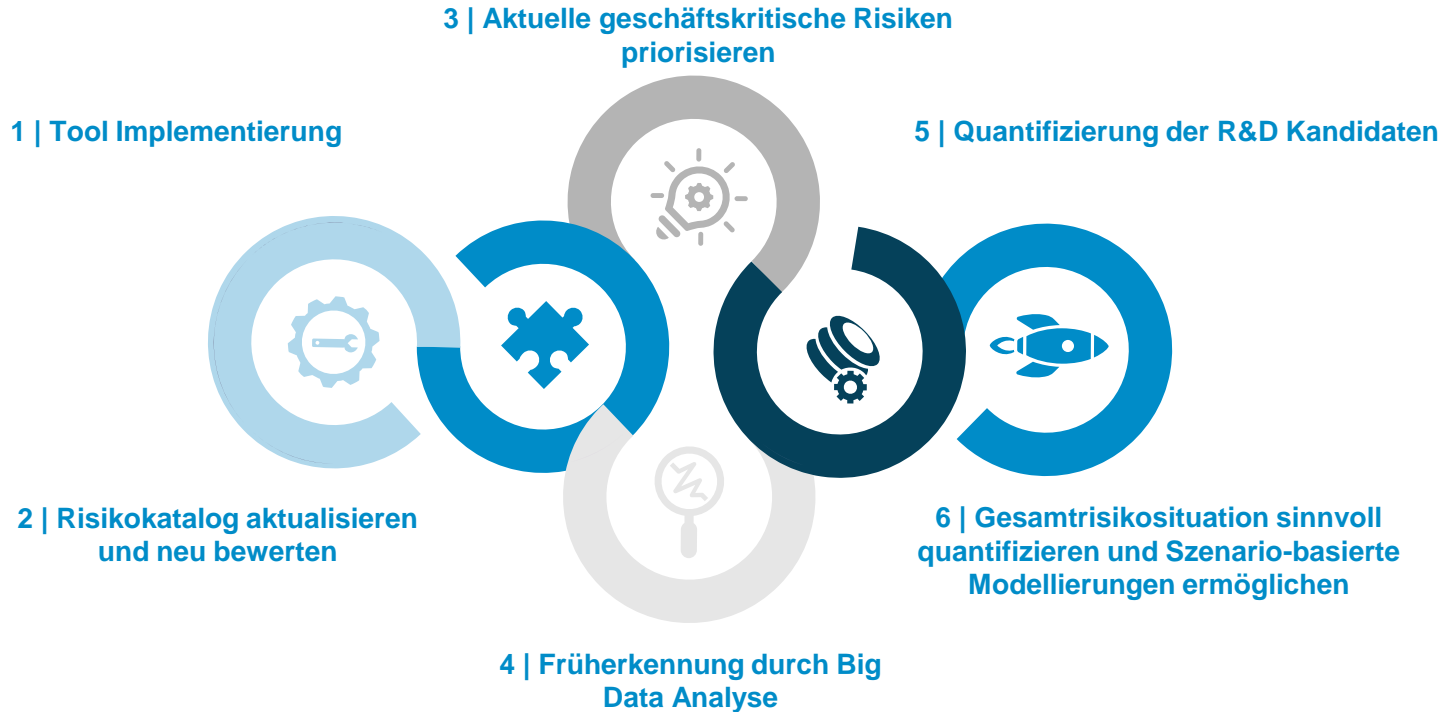 3 | Aktuelle geschäftskritische Risiken
priorisieren
1 | Tool Implementierung
5 | Quantifizierung der R&D Kandidaten
2 | Risikokatalog aktualisieren
und neu bewerten
6 | Gesamtrisikosituation sinnvoll
quantifizieren und Szenario-basierte
Modellierungen ermöglichen
4 | Früherkennung durch Big
Data Analyse